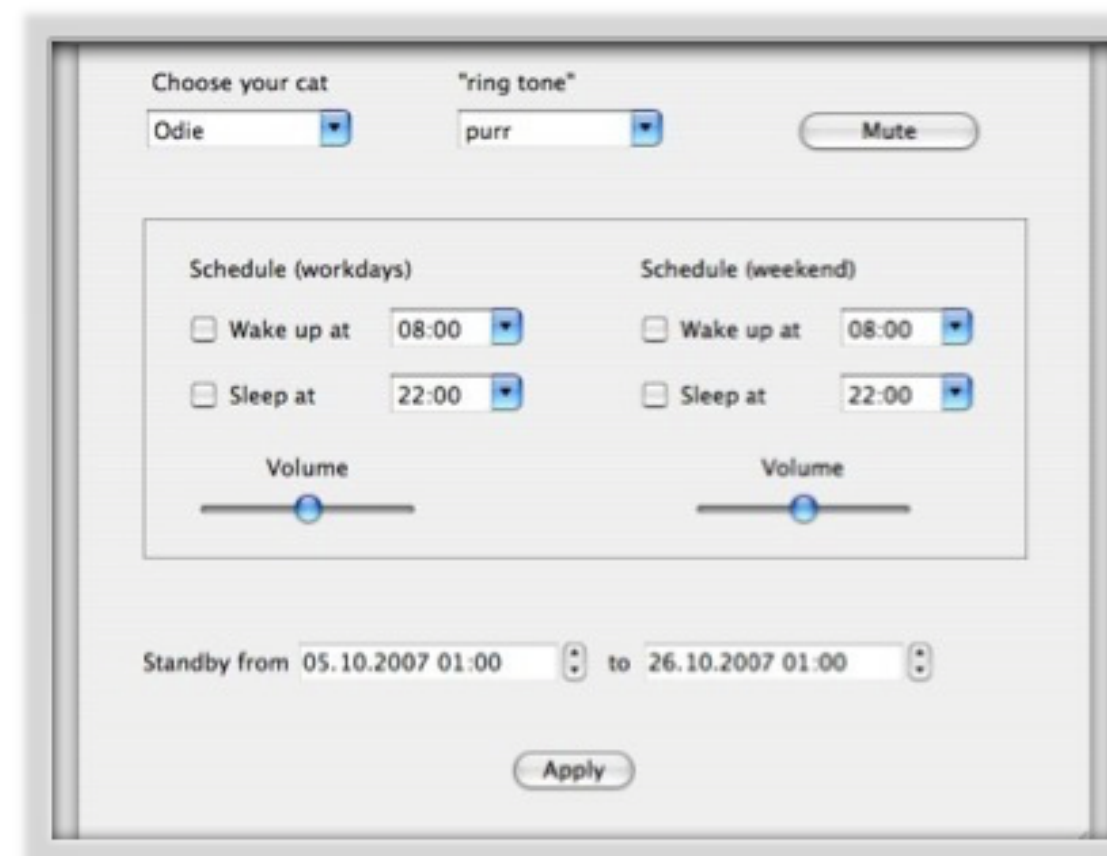 Choose your cat "ring tone"
Odie purr Mute
Schedule (workdays) Schedule (weekend)
Wake up at 08:00 Wake up at 08:00
Sleep at 22:00 Sleep at 22:00
Volume Volume
Standby from 05.10.2007 01:00 to 26.10.2007 01:00
Apply